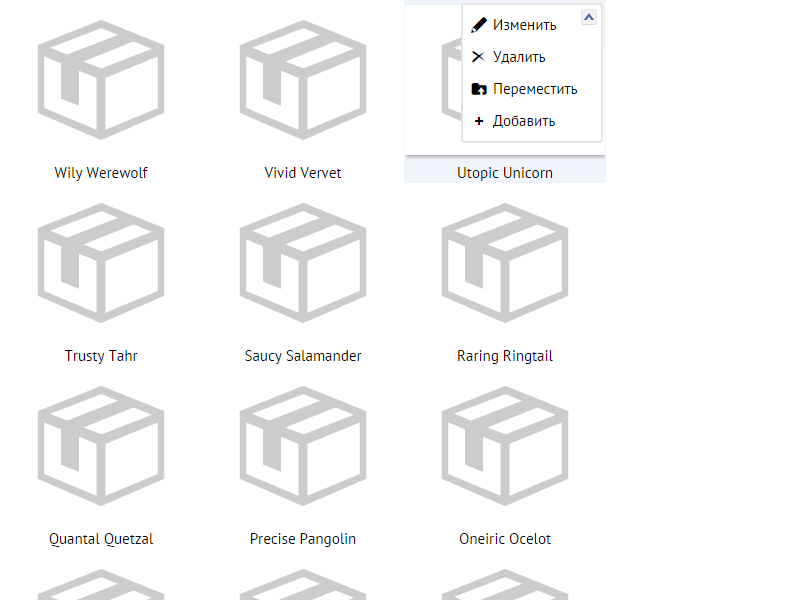 Изменить
Удалить
Переместить
Добавить
Wily Werewolf
Vivid Vervet
Utopic Unicorn
Trusty Tahr
Saucy Salamander
Raring Ringtail
Quantal Quetzal
Precise Pangolin
Oneiric Ocelot